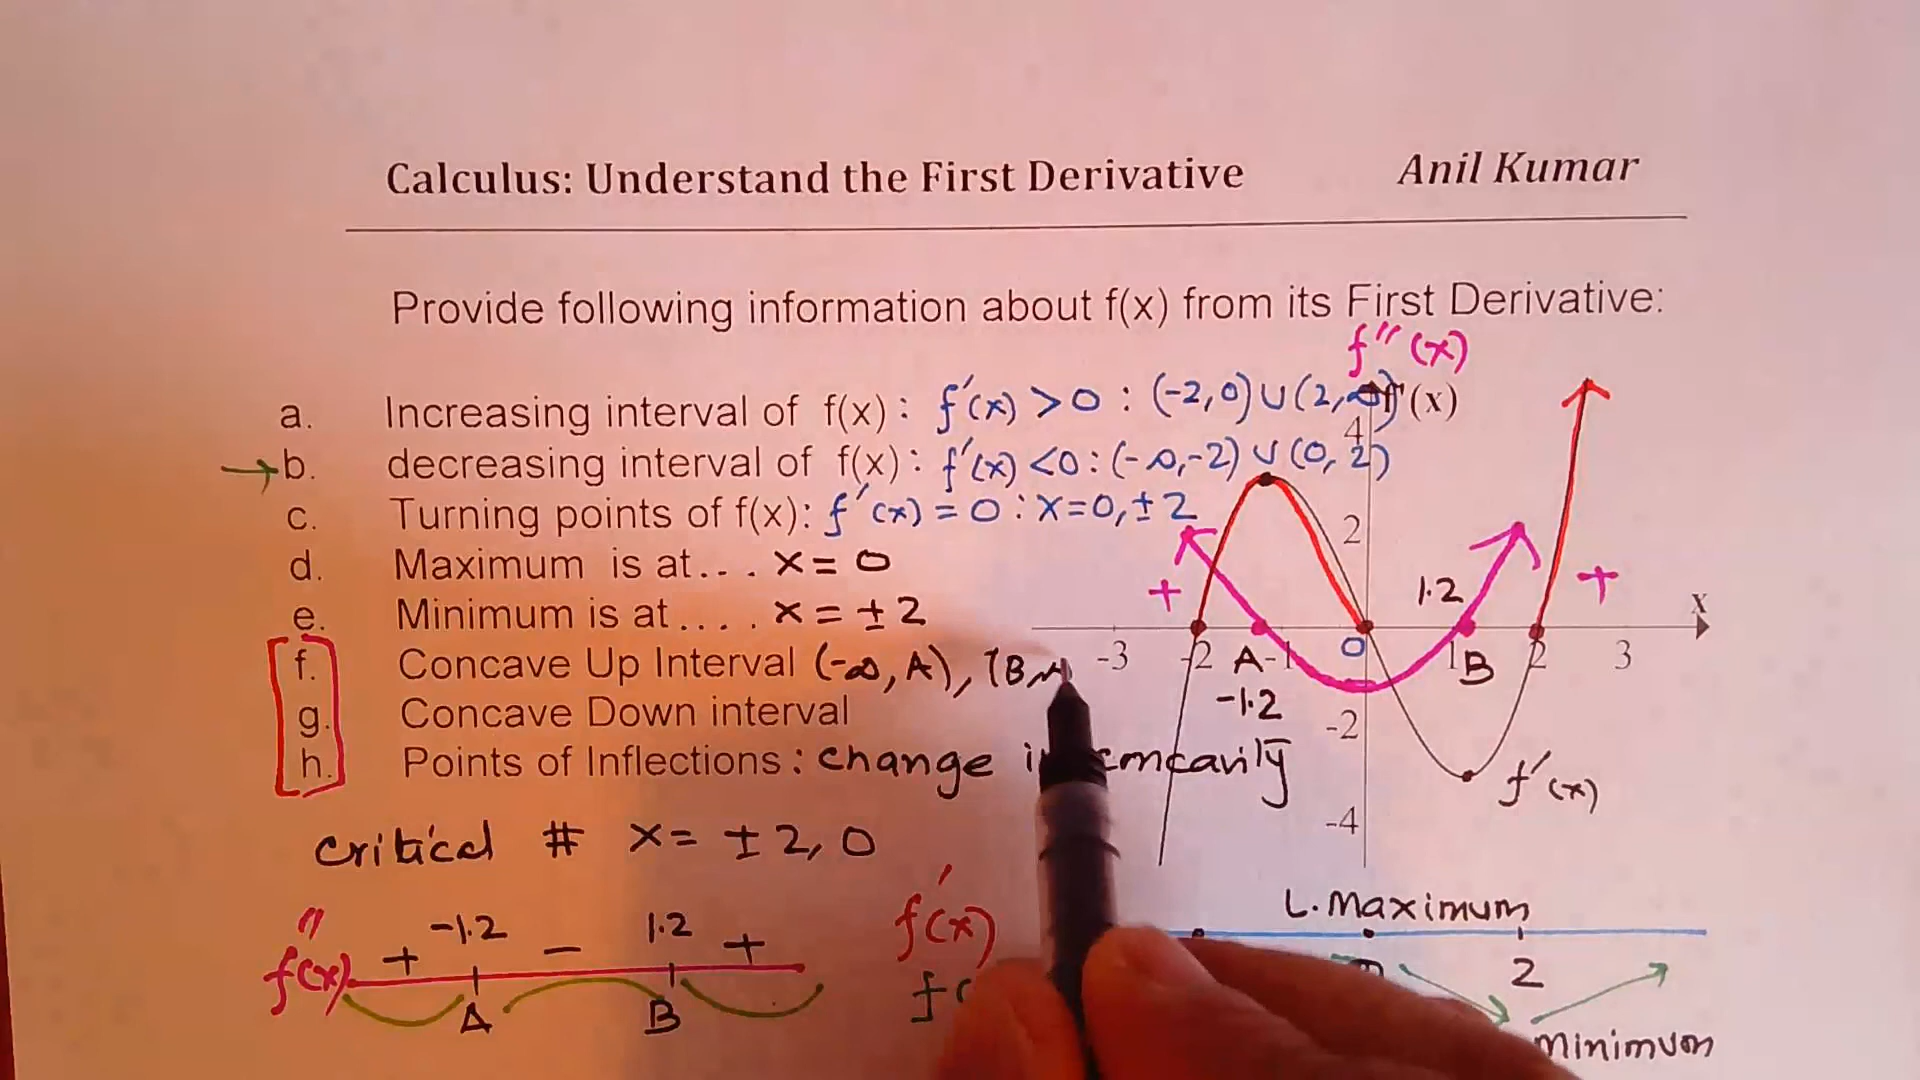 Calculus: Understand the First Derivative
Anil Kumar
Provide following information about f(x) from its First Derivative:
f''(x)
a. Increasing interval of f(x): f'(x) >0 : (-2,0)∪(2,∞)
f'(x)
4
→ b. decreasing interval of f(x): f'(x) <0 : (-∞,-2) ∪ (0, 2)
c. Turning points of f(x): f'(x) = 0 : x=0, ±2
2
d. Maximum is at... x= 0
+ 1.2 +
e. Minimum is at.... x = ±2
x
f. Concave Up Interval (-∞, A), (B,
-3 -2 A -1 0 1 B 2 3
-1.2
g. Concave Down interval
-2
h. Points of Inflections : change in concavity
f'(x)
-4
critical # x= ±2, 0
L. Maximum
f''(x) + -1.2 - 1.2 +
A B
f'(x)
2
Minimum